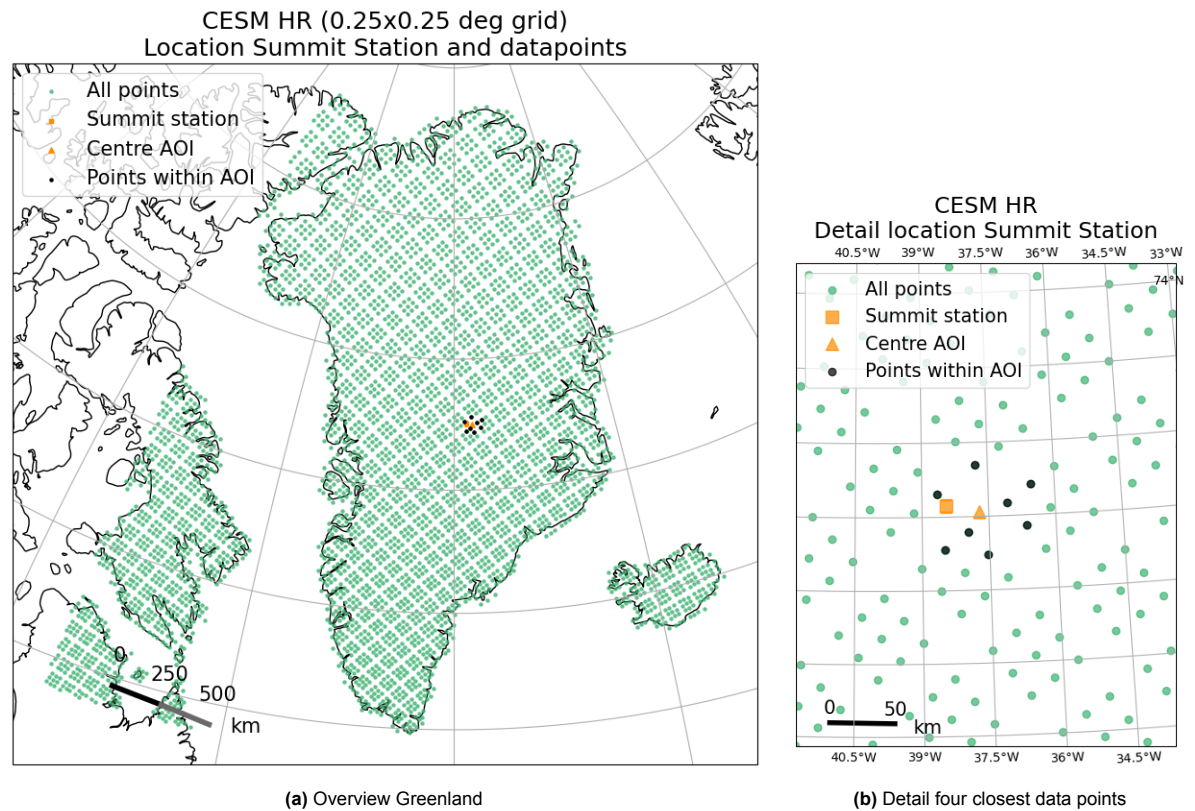 CESM HR (0.25x0.25 deg grid)
Location Summit Station and datapoints
All points
Summit station
Centre AOI
Points within AOI
0
250
500
km
(a) Overview Greenland
CESM HR
Detail location Summit Station
40.5°W 39°W 37.5°W 36°W 34.5°W 33°W
74°N
All points
Summit station
Centre AOI
Points within AOI
0 50
km
40.5°W 39°W 37.5°W 36°W 34.5°W
(b) Detail four closest data points